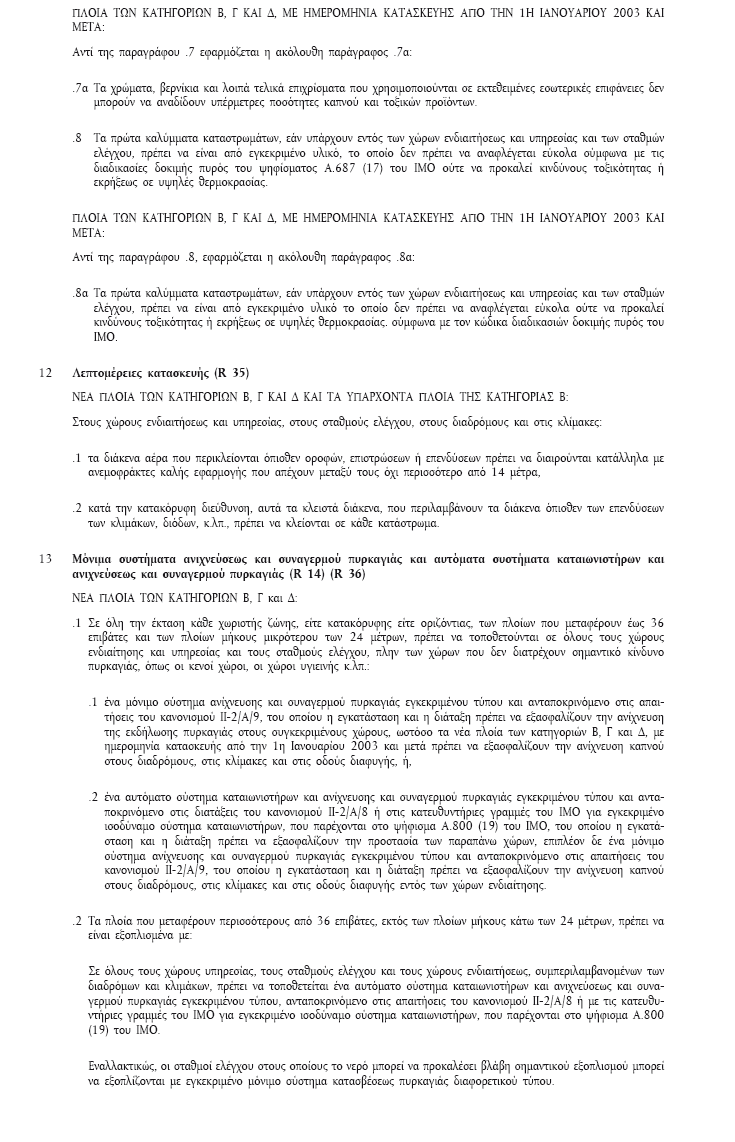 ΠΛΟΙΑ ΤΩΝ ΚΑΤΗΓΟΡΙΩΝ Β, Γ ΚΑΙ Δ, ΜΕ ΗΜΕΡΟΜΗΝΙΑ ΚΑΤΑΣΚΕΥΗΣ ΑΠΟ ΤΗΝ 1Η ΙΑΝΟΥΑΡΙΟΥ 2003 ΚΑΙ
ΜΕΤΑ:
Αντί της παραγράφου .7 εφαρμόζεται η ακόλουθη παράγραφος .7α:
.7α Τα χρώματα, βερνίκια και λοιπά τελικά επιχρίσματα που χρησιμοποιούνται σε εκτεθειμένες εσωτερικές επιφάνειες δεν
μπορούν να αναδίδουν υπέρμετρες ποσότητες καπνού και τοξικών προϊόντων.
.8 Τα πρώτα καλύμματα καταστρωμάτων, εάν υπάρχουν εντός των χώρων ενδιαιτήσεως και υπηρεσίας και των σταθμών
ελέγχου, πρέπει να είναι από εγκεκριμένο υλικό, το οποίο δεν πρέπει να αναφλέγεται εύκολα σύμφωνα με τις
διαδικασίες δοκιμής πυρός του ψηφίσματος Α.687 (17) του ΙΜΟ ούτε να προκαλεί κινδύνους τοξικότητας ή
εκρήξεως σε υψηλές θερμοκρασίας.
ΠΛΟΙΑ ΤΩΝ ΚΑΤΗΓΟΡΙΩΝ Β, Γ ΚΑΙ Δ, ΜΕ ΗΜΕΡΟΜΗΝΙΑ ΚΑΤΑΣΚΕΥΗΣ ΑΠΟ ΤΗΝ 1Η ΙΑΝΟΥΑΡΙΟΥ 2003 ΚΑΙ
ΜΕΤΑ:
Αντί της παραγράφου .8, εφαρμόζεται η ακόλουθη παράγραφος .8α:
.8α Τα πρώτα καλύμματα καταστρωμάτων, εάν υπάρχουν εντός των χώρων ενδιαιτήσεως και υπηρεσίας και των σταθμών
ελέγχου, πρέπει να είναι από εγκεκριμένο υλικό το οποίο δεν πρέπει να αναφλέγεται εύκολα ούτε να προκαλεί
κινδύνους τοξικότητας ή εκρήξεως σε υψηλές θερμοκρασίας. σύμφωνα με τον κώδικα διαδικασιών δοκιμής πυρός του
ΙΜΟ.
12 Λεπτομέρειες κατασκευής (R 35)
ΝΕΑ ΠΛΟΙΑ ΤΩΝ ΚΑΤΗΓΟΡΙΩΝ Β, Γ ΚΑΙ Δ ΚΑΙ ΤΑ ΥΠΑΡΧΟΝΤΑ ΠΛΟΙΑ ΤΗΣ ΚΑΤΗΓΟΡΙΑΣ Β:
Στους χώρους ενδιαιτήσεως και υπηρεσίας, στους σταθμούς ελέγχου, στους διαδρόμους και στις κλίμακες:
.1 τα διάκενα αέρα που περικλείονται όπισθεν οροφών, επιστρώσεων ή επενδύσεων πρέπει να διαιρούνται κατάλληλα με
ανεμοφράκτες καλής εφαρμογής που απέχουν μεταξύ τους όχι περισσότερο από 14 μέτρα,
.2 κατά την κατακόρυφη διεύθυνση, αυτά τα κλειστά διάκενα, που περιλαμβάνουν τα διάκενα όπισθεν των επενδύσεων
των κλιμάκων, διόδων, κ.λπ., πρέπει να κλείονται σε κάθε κατάστρωμα.
13 Μόνιμα συστήματα ανιχνεύσεως και συναγερμού πυρκαγιάς και αυτόματα συστήματα καταιωνιστήρων και
ανιχνεύσεως και συναγερμού πυρκαγιάς (R 14) (R 36)
ΝΕΑ ΠΛΟΙΑ ΤΩΝ ΚΑΤΗΓΟΡΙΩΝ Β, Γ και Δ:
.1 Σε όλη την έκταση κάθε χωριστής ζώνης, είτε κατακόρυφης είτε οριζόντιας, των πλοίων που μεταφέρουν έως 36
επιβάτες και των πλοίων μήκους μικρότερου των 24 μέτρων, πρέπει να τοποθετούνται σε όλους τους χώρους
ενδιαίτησης και υπηρεσίας και τους σταθμούς ελέγχου, πλην των χώρων που δεν διατρέχουν σημαντικό κίνδυνο
πυρκαγιάς, όπως οι κενοί χώροι, οι χώροι υγιεινής κ.λπ.:
.1 ένα μόνιμο σύστημα ανίχνευσης και συναγερμού πυρκαγιάς εγκεκριμένου τύπου και ανταποκρινόμενο στις απαι-
τήσεις του κανονισμού ΙΙ-2/Α/9, του οποίου η εγκατάσταση και η διάταξη πρέπει να εξασφαλίζουν την ανίχνευση
της εκδήλωσης πυρκαγιάς στους συγκεκριμένους χώρους, ωστόσο τα νέα πλοία των κατηγοριών Β, Γ και Δ, με
ημερομηνία κατασκευής από την 1η Ιανουαρίου 2003 και μετά πρέπει να εξασφαλίζουν την ανίχνευση καπνού
στους διαδρόμους, στις κλίμακες και στις οδούς διαφυγής, ή,
.2 ένα αυτόματο σύστημα καταιωνιστήρων και ανίχνευσης και συναγερμού πυρκαγιάς εγκεκριμένου τύπου και αντα-
ποκρινόμενο στις διατάξεις του κανονισμού ΙΙ-2/Α/8 ή στις κατευθυντήριες γραμμές του ΙΜΟ για εγκεκριμένο
ισοδύναμο σύστημα καταιωνιστήρων, που παρέχονται στο ψήφισμα Α.800 (19) του ΙΜΟ, του οποίου η εγκατά-
σταση και η διάταξη πρέπει να εξασφαλίζουν την προστασία των παραπάνω χώρων, επιπλέον δε ένα μόνιμο
σύστημα ανίχνευσης και συναγερμού πυρκαγιάς εγκεκριμένου τύπου και ανταποκρινόμενο στις απαιτήσεις του
κανονισμού ΙΙ-2/Α/9, του οποίου η εγκατάσταση και η διάταξη πρέπει να εξασφαλίζουν την ανίχνευση καπνού
στους διαδρόμους, στις κλίμακες και στις οδούς διαφυγής εντός των χώρων ενδιαίτησης.
.2 Τα πλοία που μεταφέρουν περισσότερους από 36 επιβάτες, εκτός των πλοίων μήκους κάτω των 24 μέτρων, πρέπει να
είναι εξοπλισμένα με:
Σε όλους τους χώρους υπηρεσίας, τους σταθμούς ελέγχου και τους χώρους ενδιαιτήσεως, συμπεριλαμβανομένων των
διαδρόμων και κλιμάκων, πρέπει να τοποθετείται ένα αυτόματο σύστημα καταιωνιστήρων και ανιχνεύσεως και συνα-
γερμού πυρκαγιάς εγκεκριμένου τύπου, ανταποκρινόμενο στις απαιτήσεις του κανονισμού ΙΙ-2/Α/8 ή με τις κατευθυ-
ντήριες γραμμές του ΙΜΟ για εγκεκριμένο ισοδύναμο σύστημα καταιωνιστήρων, που παρέχονται στο ψήφισμα Α.800
(19) του ΙΜΟ.
Εναλλακτικώς, οι σταθμοί ελέγχου στους οποίους το νερό μπορεί να προκαλέσει βλάβη σημαντικού εξοπλισμού μπορεί
να εξοπλίζονται με εγκεκριμένο μόνιμο σύστημα κατασβέσεως πυρκαγιάς διαφορετικού τύπου.